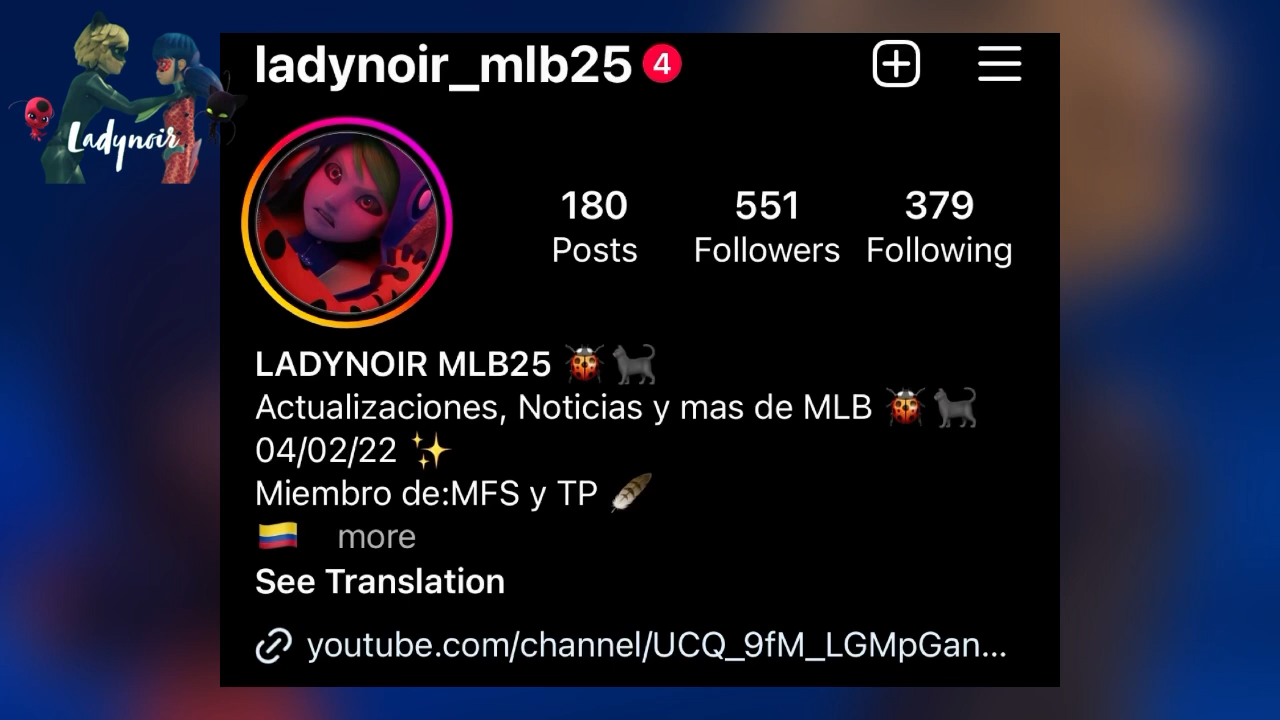 Ladynoir
ladynoir_mlb25 4
180 551 379
Posts Followers Following
LADYNOIR MLB25 🐞🐈‍⬛
Actualizaciones, Noticias y mas de MLB 🐞🐈‍⬛
04/02/22 ✨
Miembro de:MFS y TP 🪶
🇨🇴 more
See Translation
youtube.com/channel/UCQ_9fM_LGMpGan...